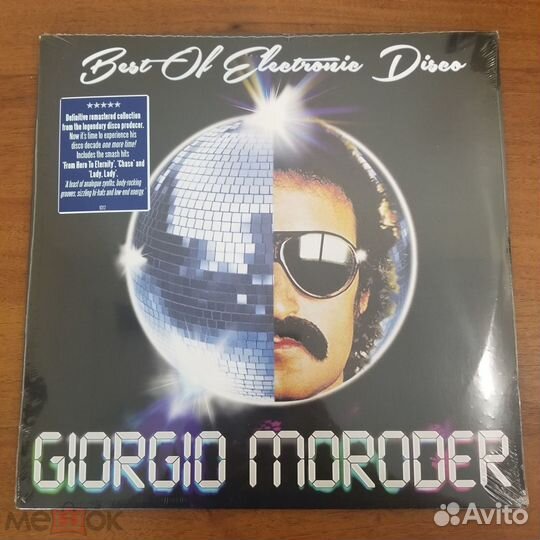 Best Of Electronic Disco
★★★★★
Definitive remastered collection
from the legendary disco producer.
Now it's time to experience his
disco decade one more time!
Includes the smash hits
'From Here To Eternity', 'Chase' and
'Lady, Lady'.
'A feast of analogue synths, body rocking
grooves, sizzling hi-hats and low-end energy.
GIORGIO MORODER
мешок
Avito